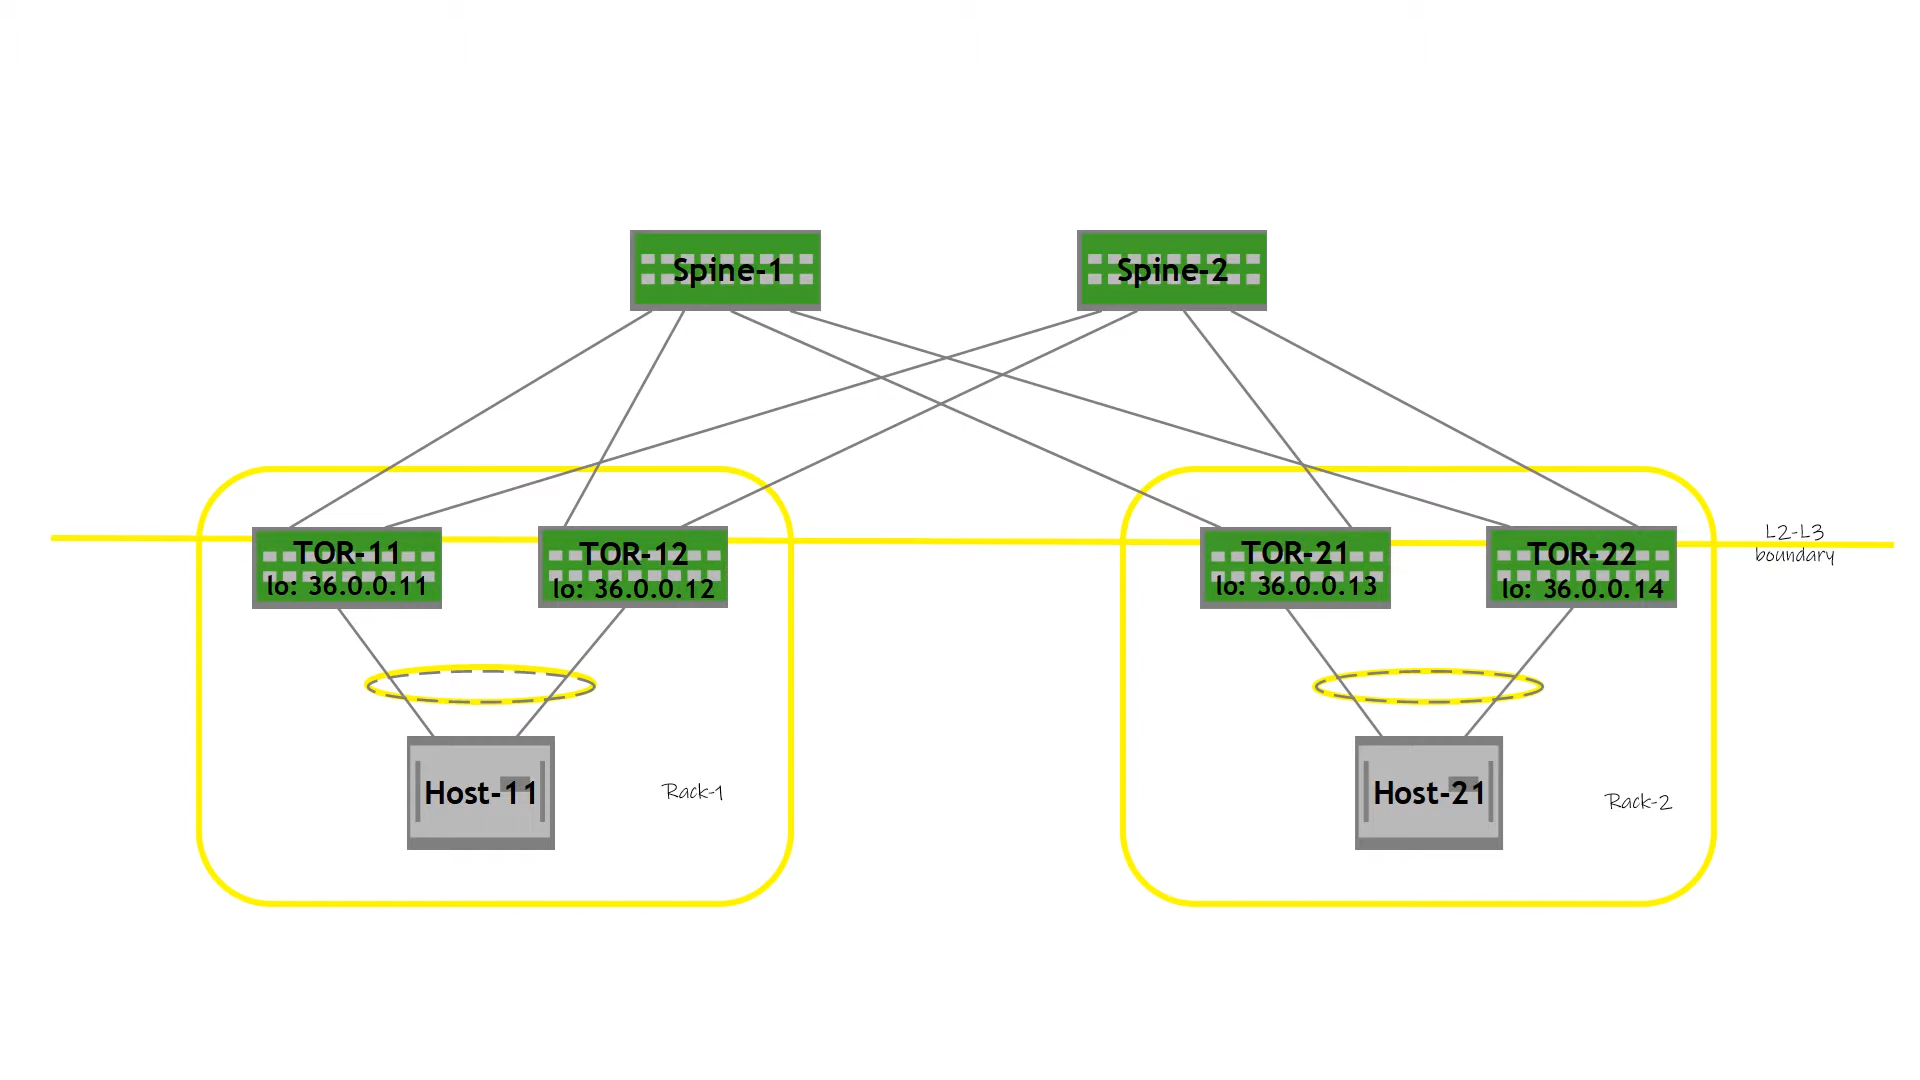 Spine-1
Spine-2
TOR-11
lo: 36.0.0.11
TOR-12
lo: 36.0.0.12
TOR-21
lo: 36.0.0.13
TOR-22
lo: 36.0.0.14
L2-L3
boundary
Host-11
Rack-1
Host-21
Rack-2